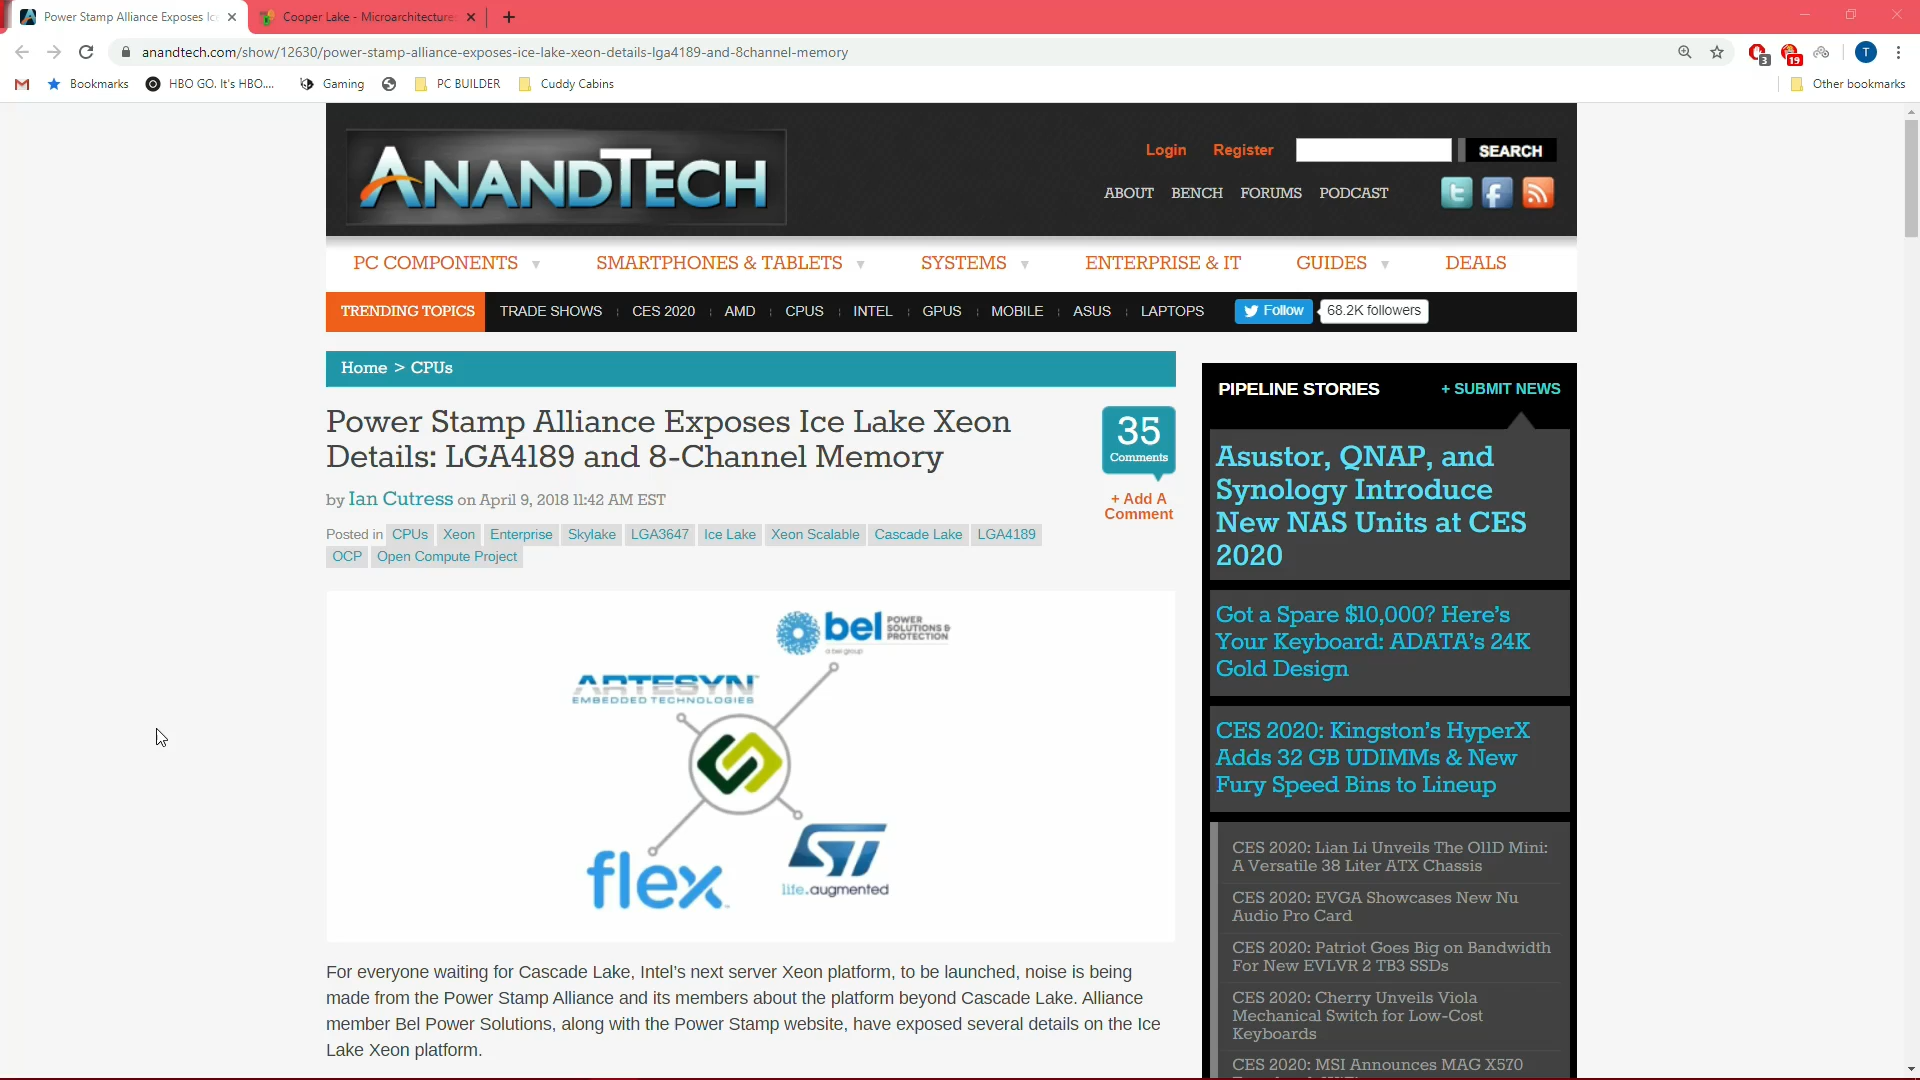 Power Stamp Alliance Exposes Ic
Cooper Lake - Microarchitectures
anandtech.com/show/12630/power-stamp-alliance-exposes-ice-lake-xeon-details-lga4189-and-8channel-memory
3
19
T
Bookmarks
HBO GO. It's HBO....
Gaming
PC BUILDER
Cuddy Cabins
Other bookmarks
ANANDTECH
Login
Register
SEARCH
ABOUT
BENCH
FORUMS
PODCAST
PC COMPONENTS
SMARTPHONES & TABLETS
SYSTEMS
ENTERPRISE & IT
GUIDES
DEALS
TRENDING TOPICS
TRADE SHOWS
CES 2020
AMD
CPUS
INTEL
GPUS
MOBILE
ASUS
LAPTOPS
Follow
68.2K followers
Home > CPUs
Power Stamp Alliance Exposes Ice Lake Xeon
Details: LGA4189 and 8-Channel Memory
by Ian Cutress on April 9, 2018 11:42 AM EST
35
Comments
+ Add A
Comment
Posted in CPUs Xeon Enterprise Skylake LGA3647 Ice Lake Xeon Scalable Cascade Lake LGA4189
OCP Open Compute Project
bel POWER
SOLUTIONS &
PROTECTION
a bel group
ARTESYN
EMBEDDED TECHNOLOGIES
flex
ST
life.augmented
For everyone waiting for Cascade Lake, Intel's next server Xeon platform, to be launched, noise is being
made from the Power Stamp Alliance and its members about the platform beyond Cascade Lake. Alliance
member Bel Power Solutions, along with the Power Stamp website, have exposed several details on the Ice
Lake Xeon platform.
PIPELINE STORIES
+ SUBMIT NEWS
Asustor, QNAP, and
Synology Introduce
New NAS Units at CES
2020
Got a Spare $10,000? Here's
Your Keyboard: ADATA's 24K
Gold Design
CES 2020: Kingston's HyperX
Adds 32 GB UDIMMs & New
Fury Speed Bins to Lineup
CES 2020: Lian Li Unveils The O11D Mini:
A Versatile 38 Liter ATX Chassis
CES 2020: EVGA Showcases New Nu
Audio Pro Card
CES 2020: Patriot Goes Big on Bandwidth
For New EVLVR 2 TB3 SSDs
CES 2020: Cherry Unveils Viola
Mechanical Switch for Low-Cost
Keyboards
CES 2020: MSI Announces MAG X570